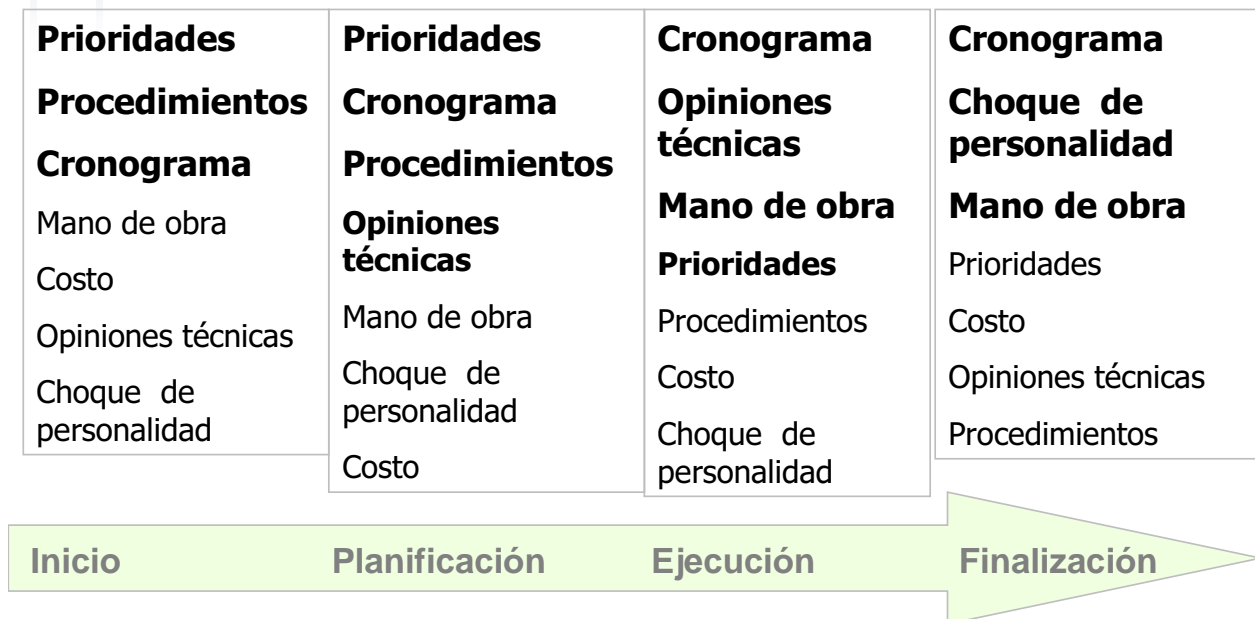 Prioridades
Procedimientos
Cronograma
Mano de obra
Costo
Opiniones técnicas
Choque de
personalidad
Prioridades
Cronograma
Procedimientos
Opiniones
técnicas
Mano de obra
Choque de
personalidad
Costo
Cronograma
Opiniones
técnicas
Mano de obra
Prioridades
Procedimientos
Costo
Choque de
personalidad
Cronograma
Choque de
personalidad
Mano de obra
Prioridades
Costo
Opiniones técnicas
Procedimientos
Inicio
Planificación
Ejecución
Finalización